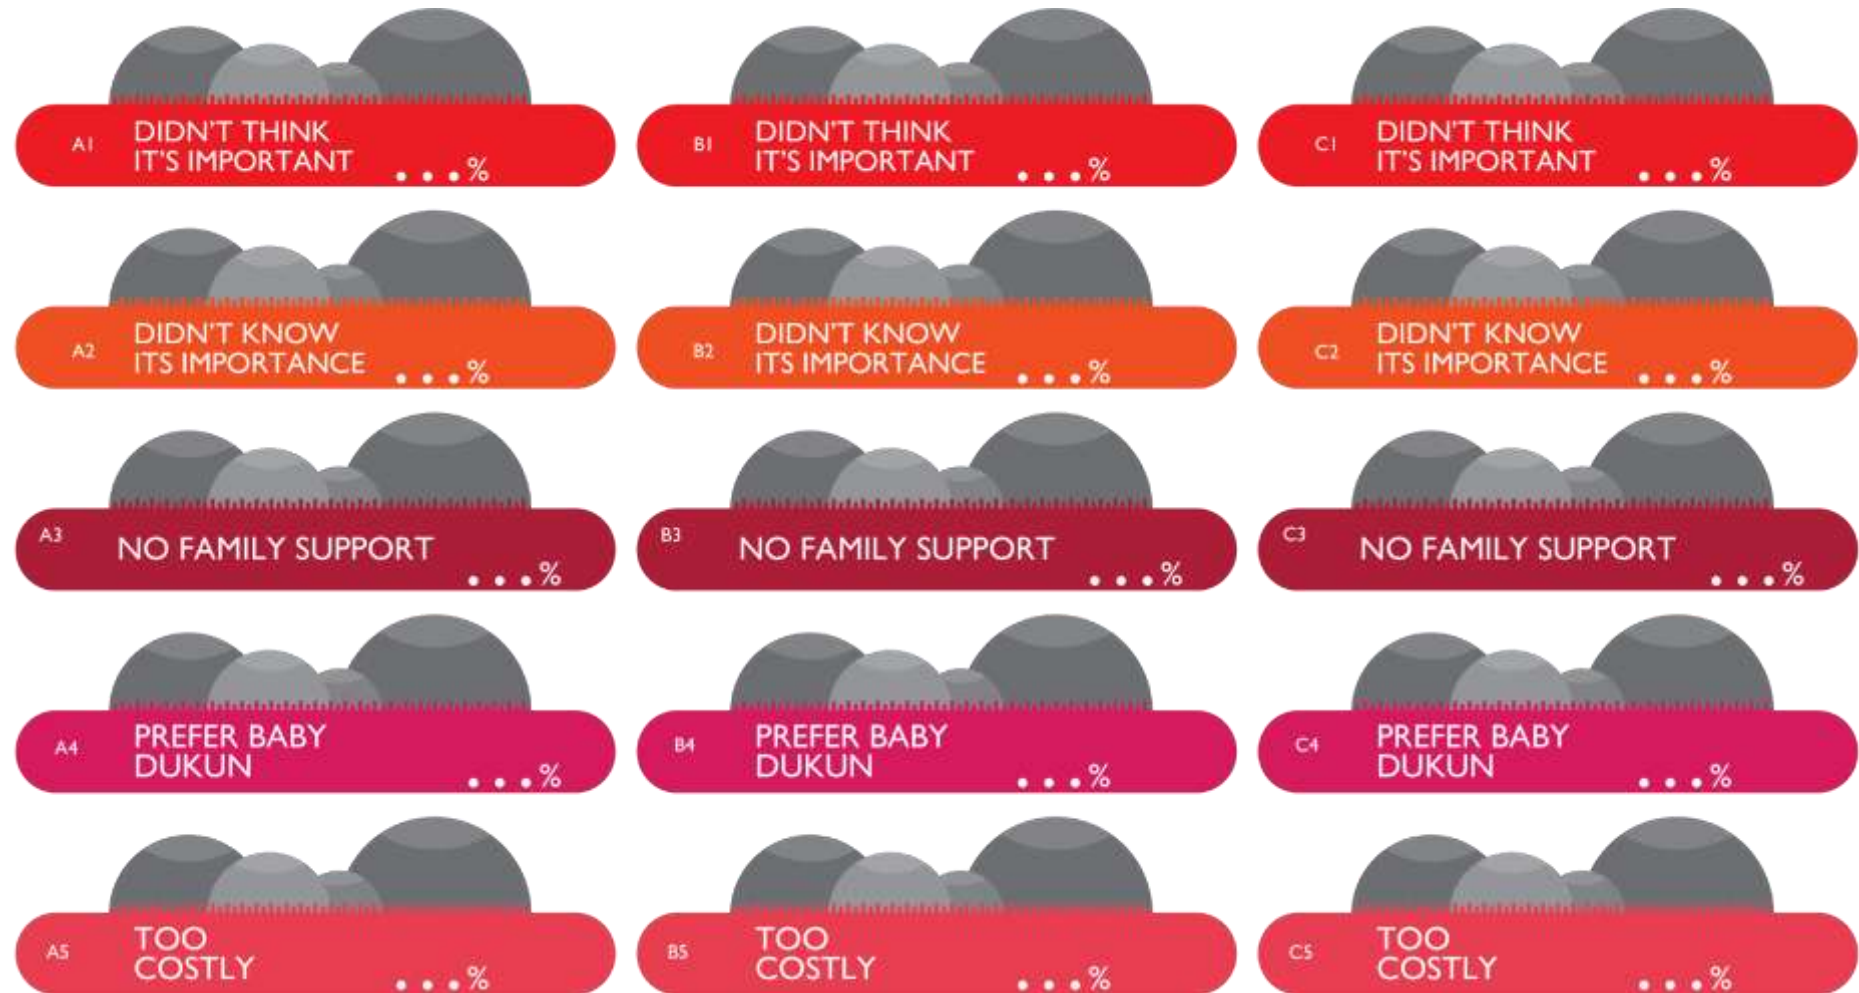 A1 DIDN'T THINK
IT'S IMPORTANT ...%
B1 DIDN'T THINK
IT'S IMPORTANT ...%
C1 DIDN'T THINK
IT'S IMPORTANT ...%
A2 DIDN'T KNOW
ITS IMPORTANCE ...%
B2 DIDN'T KNOW
ITS IMPORTANCE ...%
C2 DIDN'T KNOW
ITS IMPORTANCE ...%
A3 NO FAMILY SUPPORT ...%
B3 NO FAMILY SUPPORT ...%
C3 NO FAMILY SUPPORT ...%
A4 PREFER BABY
DUKUN ...%
B4 PREFER BABY
DUKUN ...%
C4 PREFER BABY
DUKUN ...%
A5 TOO
COSTLY ...%
B5 TOO
COSTLY ...%
C5 TOO
COSTLY ...%